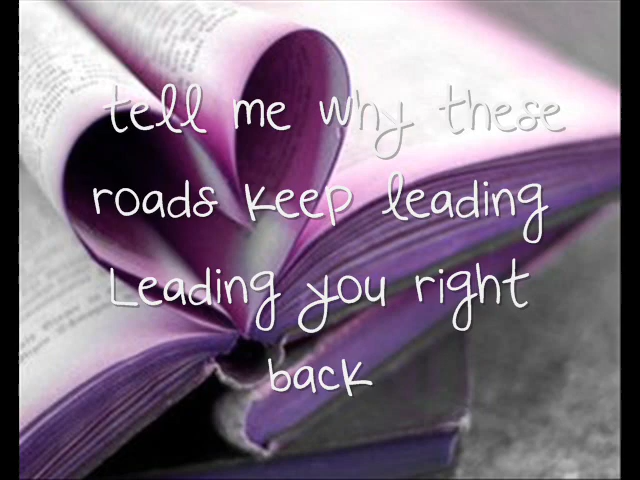 tell me why these
roads keep leading
Leading you right
back